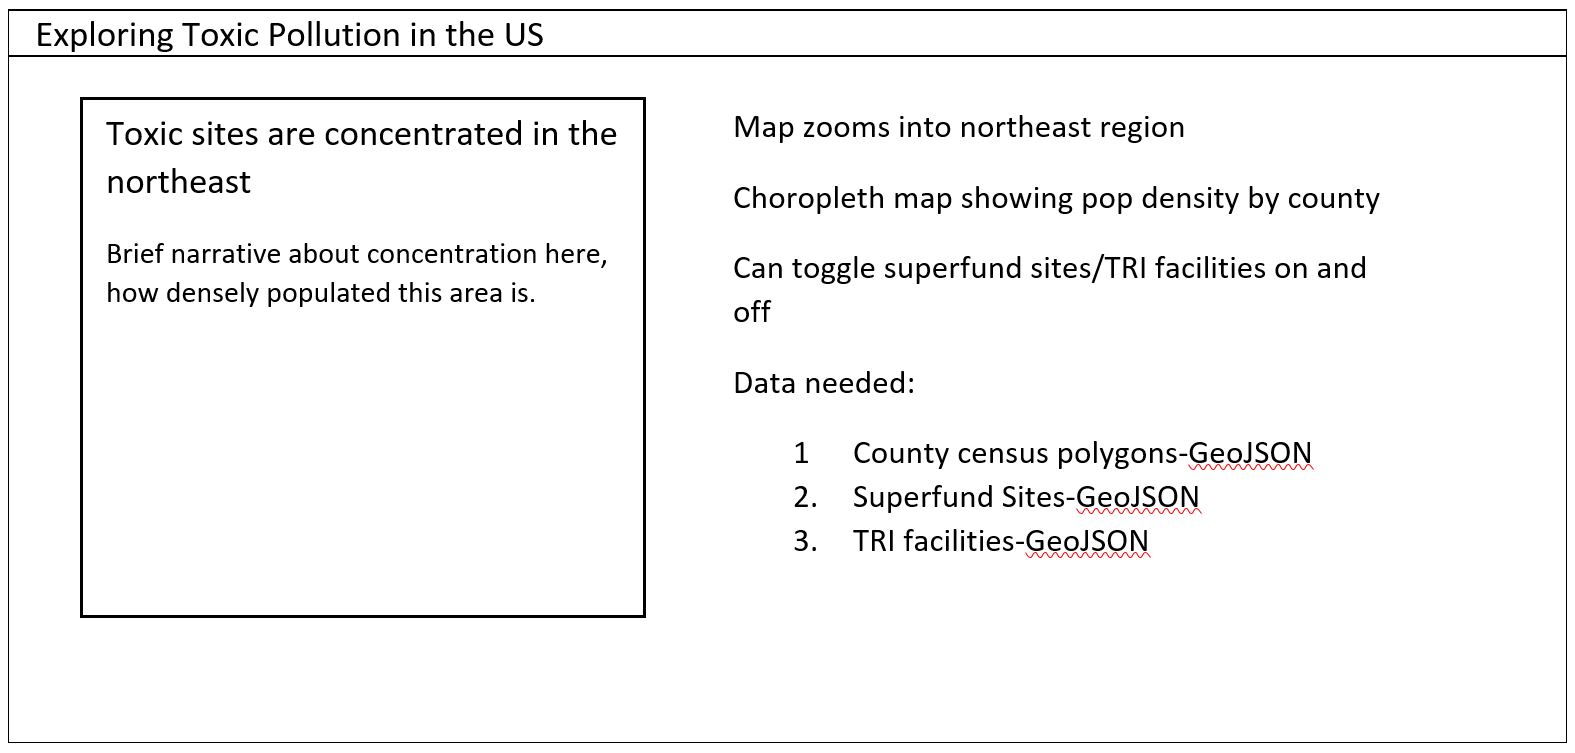 Exploring Toxic Pollution in the US
Toxic sites are concentrated in the
northeast
Brief narrative about concentration here,
how densely populated this area is.
Map zooms into northeast region
Choropleth map showing pop density by county
Can toggle superfund sites/TRI facilities on and
off
Data needed:
1 County census polygons-GeoJSON
2. Superfund Sites-GeoJSON
3. TRI facilities-GeoJSON